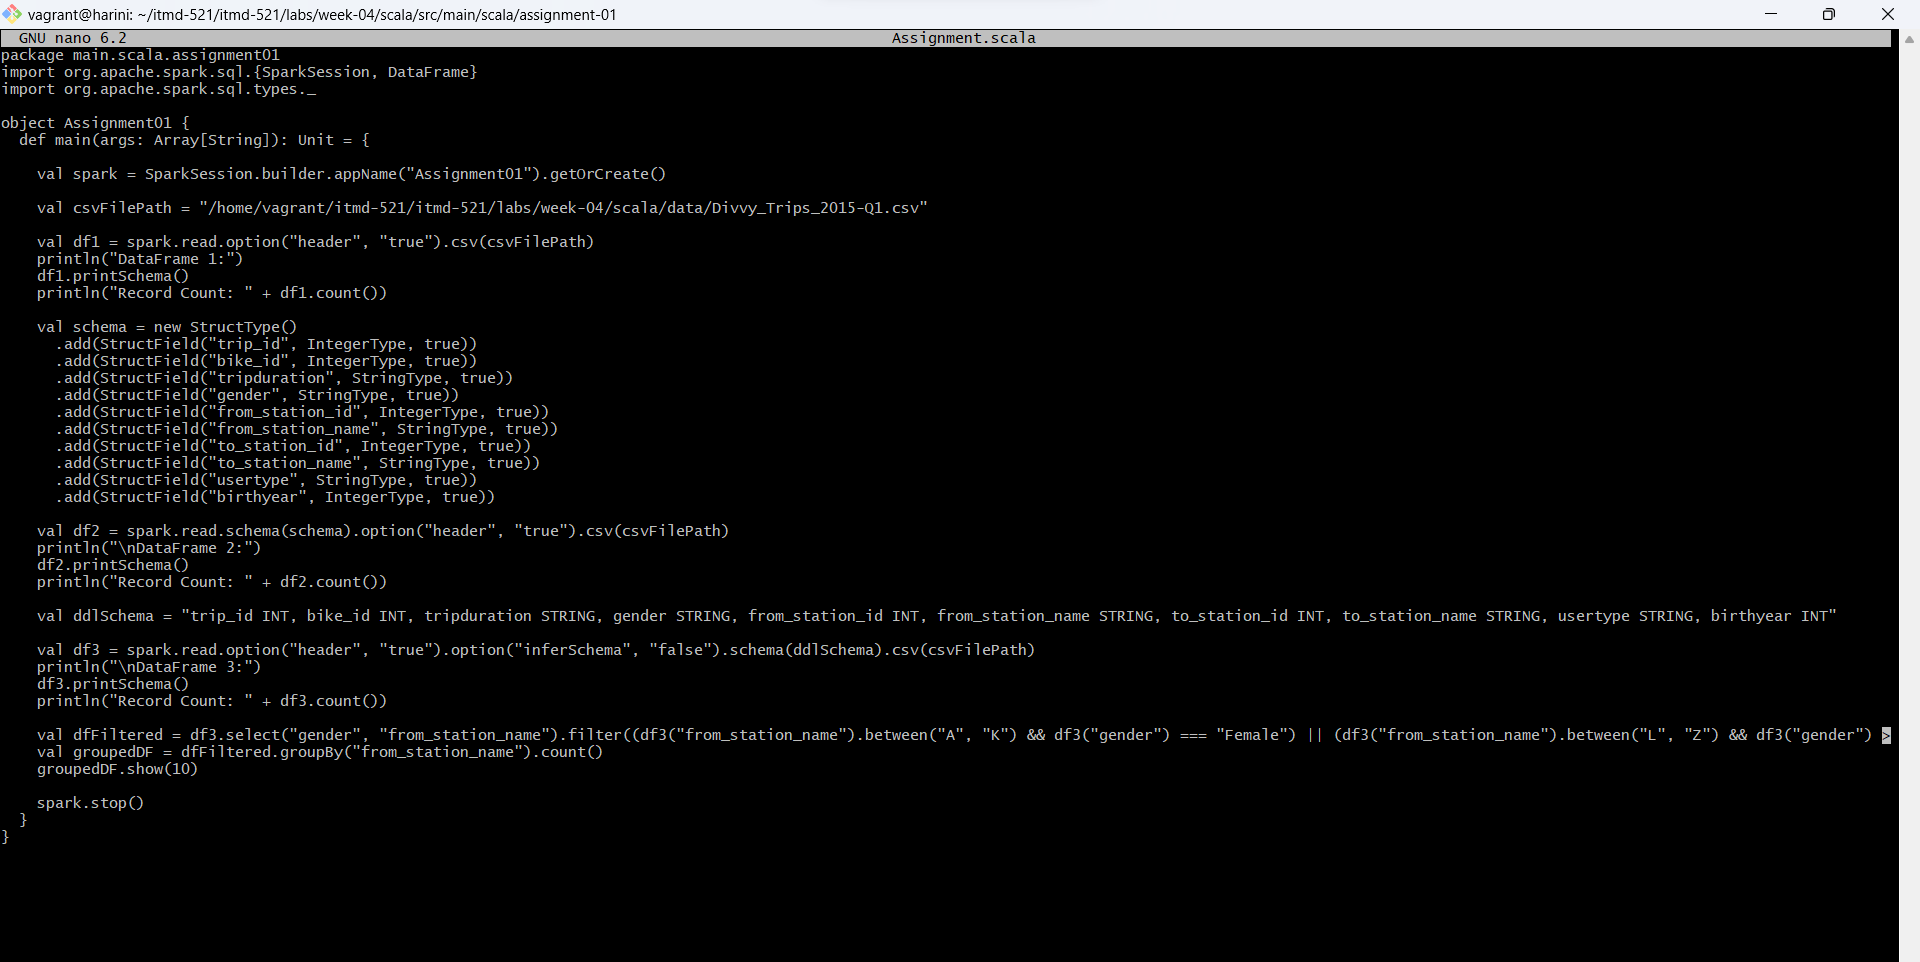 vagrant@harini: ~/itmd-521/itmd-521/labs/week-04/scala/src/main/scala/assignment-01
GNU nano 6.2 Assignment.scala
package main.scala.assignment01
import org.apache.spark.sql.{SparkSession, DataFrame}
import org.apache.spark.sql.types._

object Assignment01 {
  def main(args: Array[String]): Unit = {

    val spark = SparkSession.builder.appName("Assignment01").getOrCreate()

    val csvFilePath = "/home/vagrant/itmd-521/itmd-521/labs/week-04/scala/data/Divvy_Trips_2015-Q1.csv"

    val df1 = spark.read.option("header", "true").csv(csvFilePath)
    println("DataFrame 1:")
    df1.printSchema()
    println("Record Count: " + df1.count())

    val schema = new StructType()
      .add(StructField("trip_id", IntegerType, true))
      .add(StructField("bike_id", IntegerType, true))
      .add(StructField("tripduration", StringType, true))
      .add(StructField("gender", StringType, true))
      .add(StructField("from_station_id", IntegerType, true))
      .add(StructField("from_station_name", StringType, true))
      .add(StructField("to_station_id", IntegerType, true))
      .add(StructField("to_station_name", StringType, true))
      .add(StructField("usertype", StringType, true))
      .add(StructField("birthyear", IntegerType, true))

    val df2 = spark.read.schema(schema).option("header", "true").csv(csvFilePath)
    println("\nDataFrame 2:")
    df2.printSchema()
    println("Record Count: " + df2.count())

    val ddlSchema = "trip_id INT, bike_id INT, tripduration STRING, gender STRING, from_station_id INT, from_station_name STRING, to_station_id INT, to_station_name STRING, usertype STRING, birthyear INT"

    val df3 = spark.read.option("header", "true").option("inferSchema", "false").schema(ddlSchema).csv(csvFilePath)
    println("\nDataFrame 3:")
    df3.printSchema()
    println("Record Count: " + df3.count())

    val dfFiltered = df3.select("gender", "from_station_name").filter((df3("from_station_name").between("A", "K") && df3("gender") === "Female") || (df3("from_station_name").between("L", "Z") && df3("gender") >
    val groupedDF = dfFiltered.groupBy("from_station_name").count()
    groupedDF.show(10)

    spark.stop()
  }
}